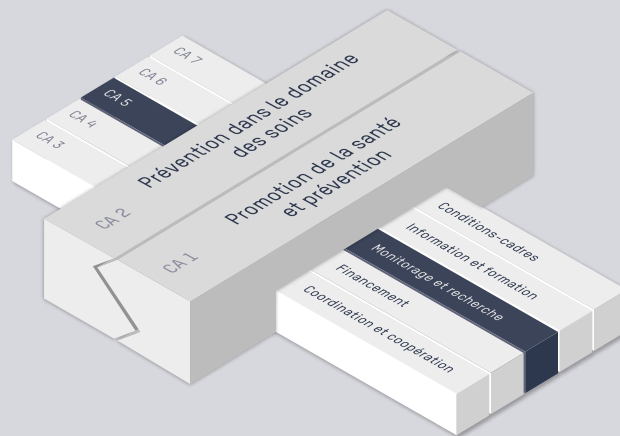 CA 7
CA 6
CA 5
CA 4
CA 3
CA 2
Prévention dans le domaine
des soins
CA 1
Promotion de la santé
et prévention
Conditions-cadres
Information et formation
Monitorage et recherche
Financement
Coordination et coopération